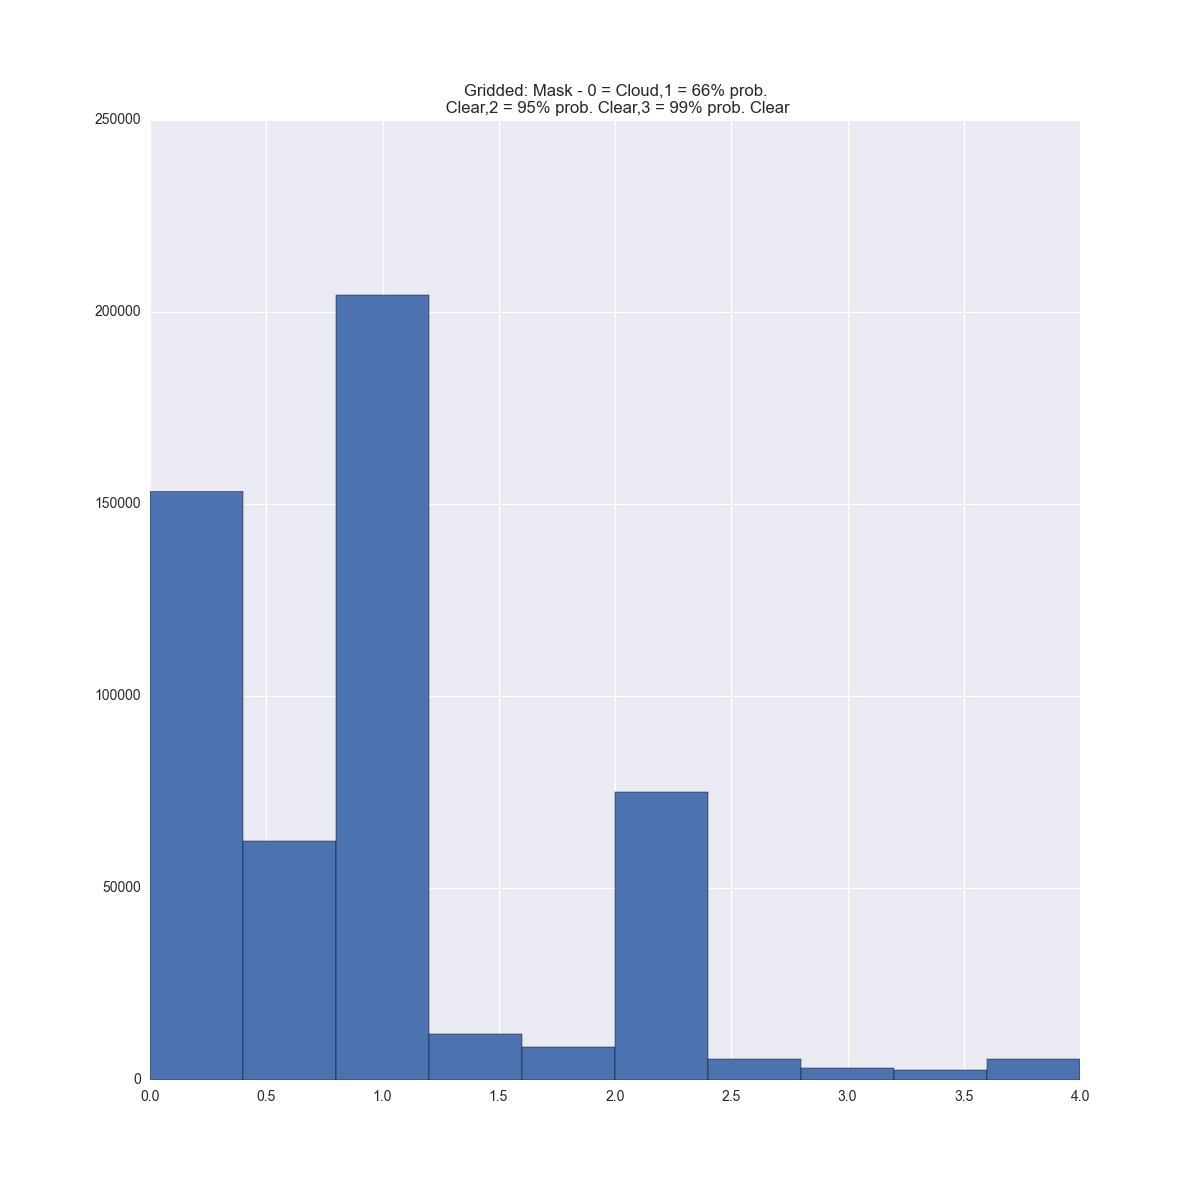 Gridded: Mask - 0 = Cloud,1 = 66% prob.
Clear,2 = 95% prob. Clear,3 = 99% prob. Clear
250000
200000
150000
100000
50000
0
0.0 0.5 1.0 1.5 2.0 2.5 3.0 3.5 4.0